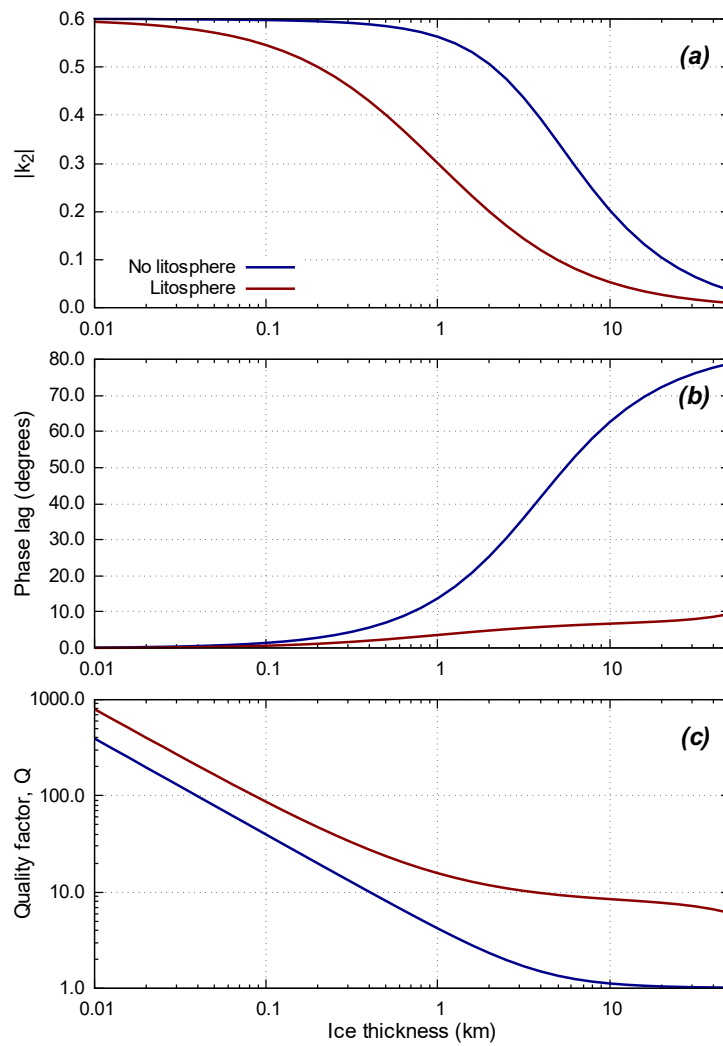 0.6
0.5
0.4
0.3
0.2
0.1
0.0
|k2|
(a)
No litosphere
Litosphere
0.01 0.1 1 10
80.0
70.0
60.0
50.0
40.0
30.0
20.0
10.0
0.0
Phase lag (degrees)
(b)
0.01 0.1 1 10
1000.0
100.0
10.0
1.0
Quality factor, Q
(c)
0.01 0.1 1 10
Ice thickness (km)